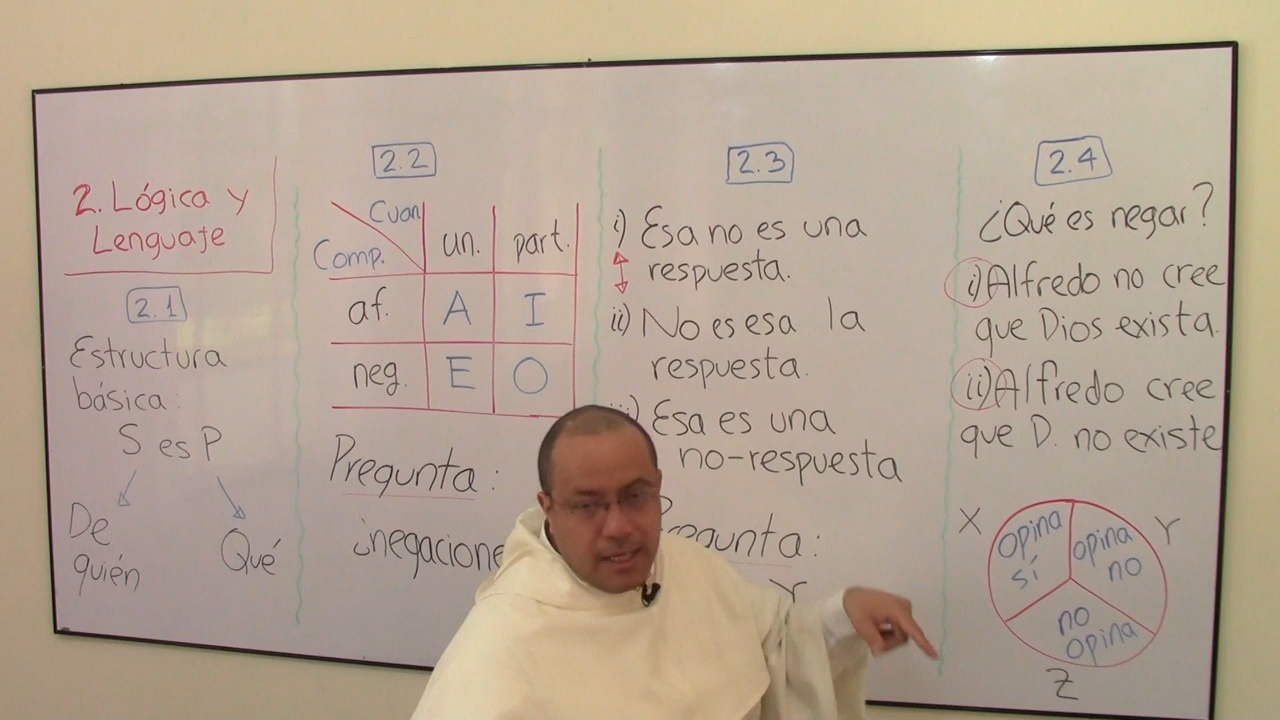 2. Lógica y
Lenguaje
2.1
Estructura
básica:
S es P
De
quién
Qué
2.2
Cuan
Comp.
un. part.
af. A I
neg. E O
Pregunta:
¿negacione
2.3
i) Esa no es una
respuesta.
ii) No es esa la
respuesta.
iii) Esa es una
no-respuesta
Pregunta:
2.4
¿Qué es negar?
i) Alfredo no cree
que Dios exista.
ii) Alfredo cree
que D. no existe
X Y
opina
sí
opina
no
no
opina
Z